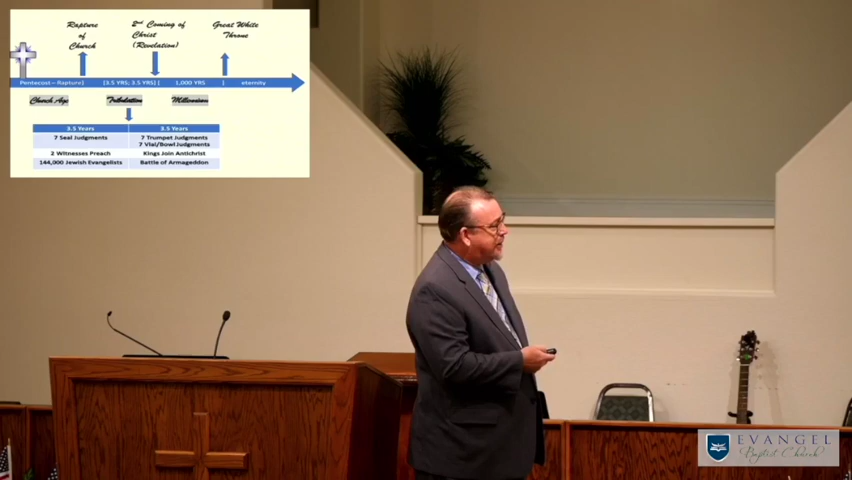 Rapture
of
Church
2nd Coming of
Christ
(Revelation)
Great White
Throne
Pentecost – Rapture] [3.5 YRS; 3.5 YRS] [ 1,000 YRS ] eternity
Church Age Tribulation Millennium
3.5 Years 3.5 Years
7 Seal Judgments 7 Trumpet Judgments
7 Vial/Bowl Judgments
2 Witnesses Preach Kings Join Antichrist
144,000 Jewish Evangelists Battle of Armageddon
EVANGEL
Baptist Church